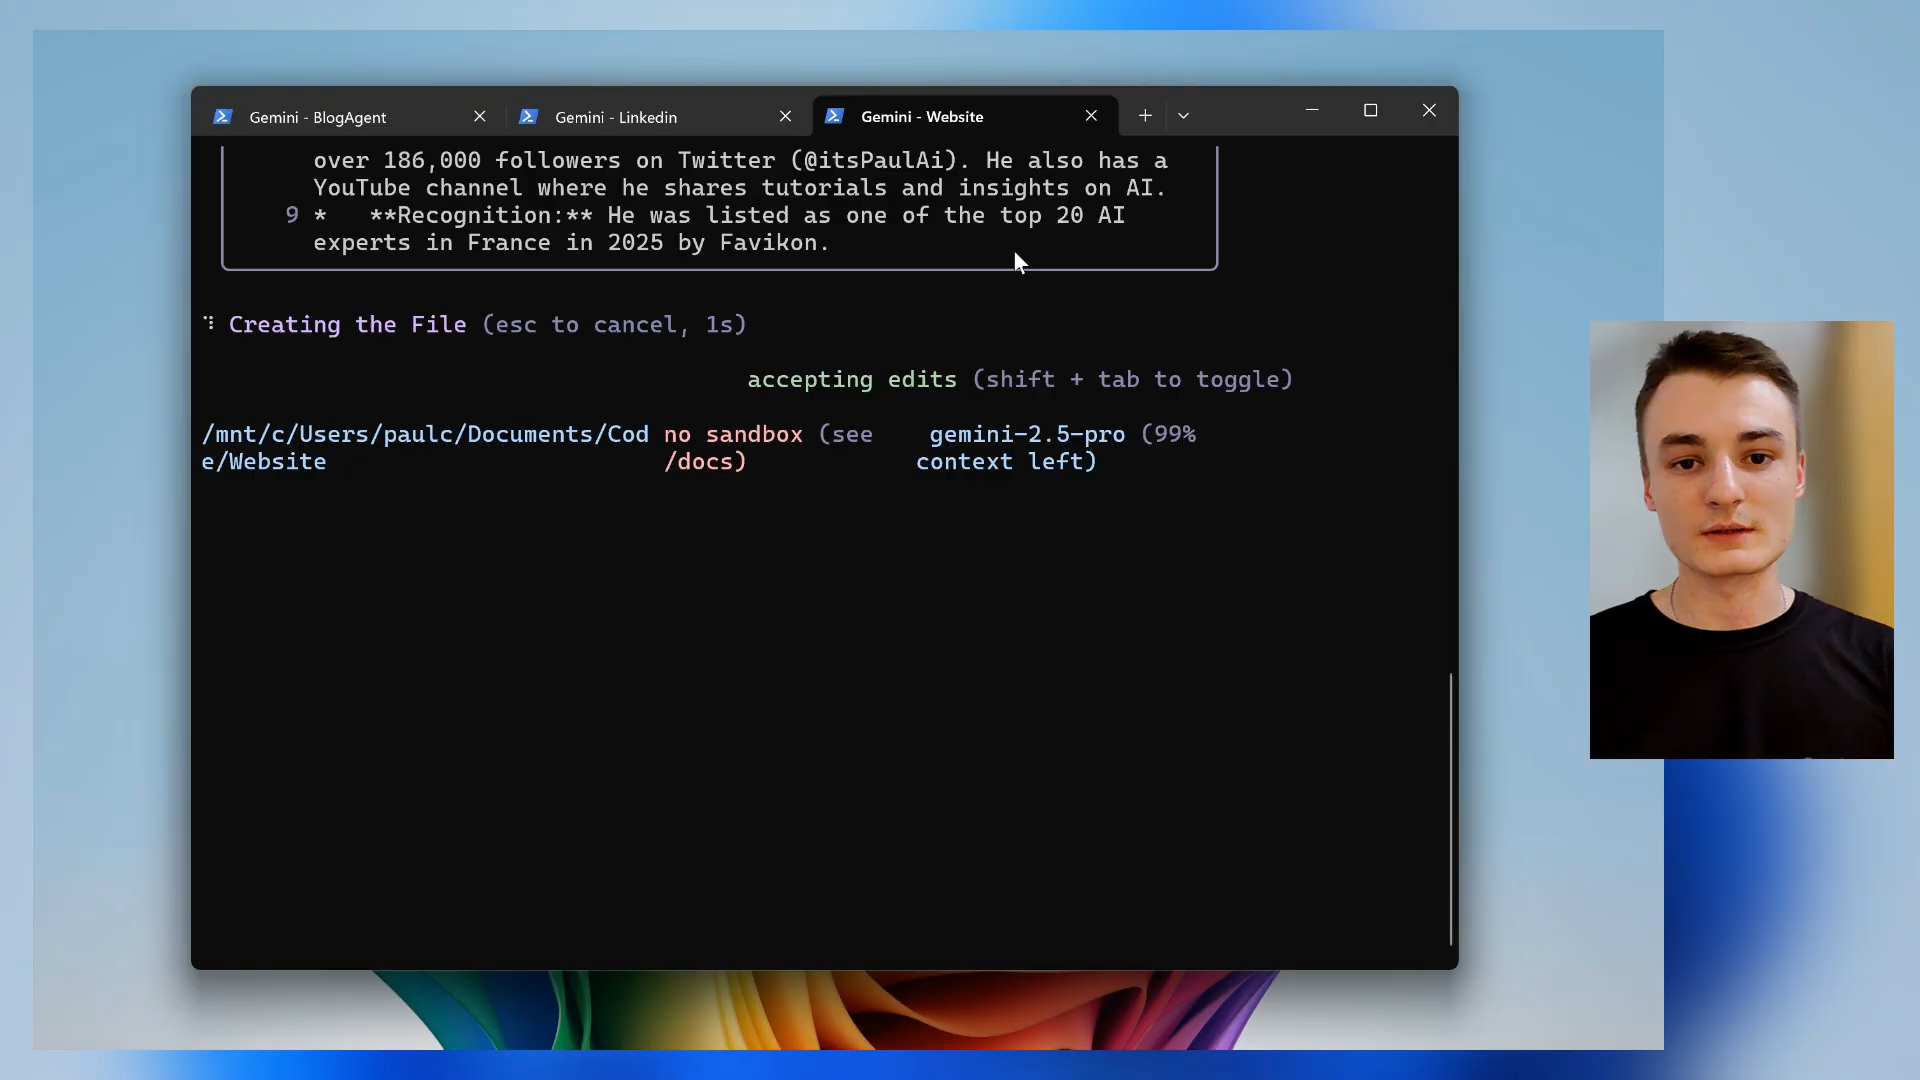 Gemini - BlogAgent
Gemini - Linkedin
Gemini - Website
over 186,000 followers on Twitter (@itsPaulAi). He also has a
YouTube channel where he shares tutorials and insights on AI.
9 *   **Recognition:** He was listed as one of the top 20 AI
experts in France in 2025 by Favikon.
Creating the File (esc to cancel, 1s)
accepting edits (shift + tab to toggle)
/mnt/c/Users/paulc/Documents/Cod no sandbox (see gemini-2.5-pro (99%
e/Website /docs) context left)